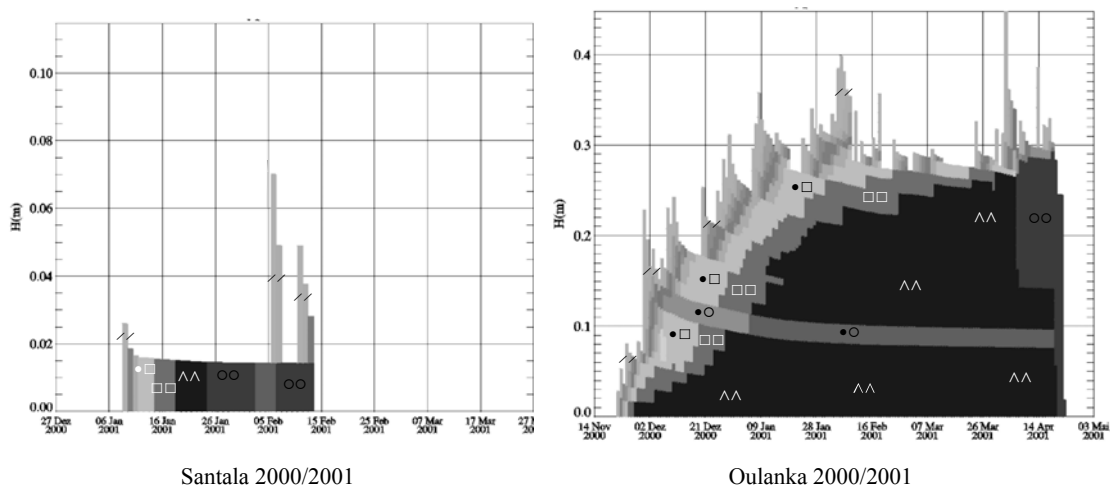 H(m)
0.10
0.08
0.06
0.04
0.02
0.00
27 Dez 06 Jan 16 Jan 26 Jan 05 Feb 15 Feb 25 Feb 07 Mar 17 Mar
2000 2001 2001 2001 2001 2001 2001 2001 2001
Santala 2000/2001
H(m)
0.4
0.3
0.2
0.1
0.0
14 Nov 02 Dez 21 Dez 09 Jan 28 Jan 16 Feb 07 Mar 26 Mar 14 Apr 03 Mai
2000 2000 2000 2001 2001 2001 2001 2001 2001 2001
Oulanka 2000/2001